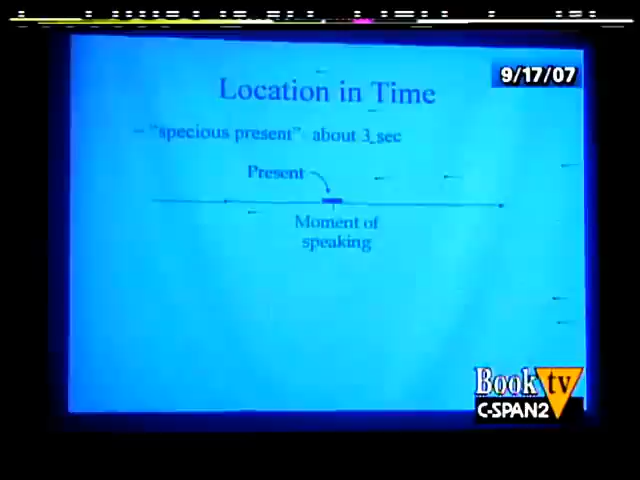 9/17/07
Location in Time
– "specious present" about 3 sec
Present
Moment of
speaking
Book tv
C-SPAN2